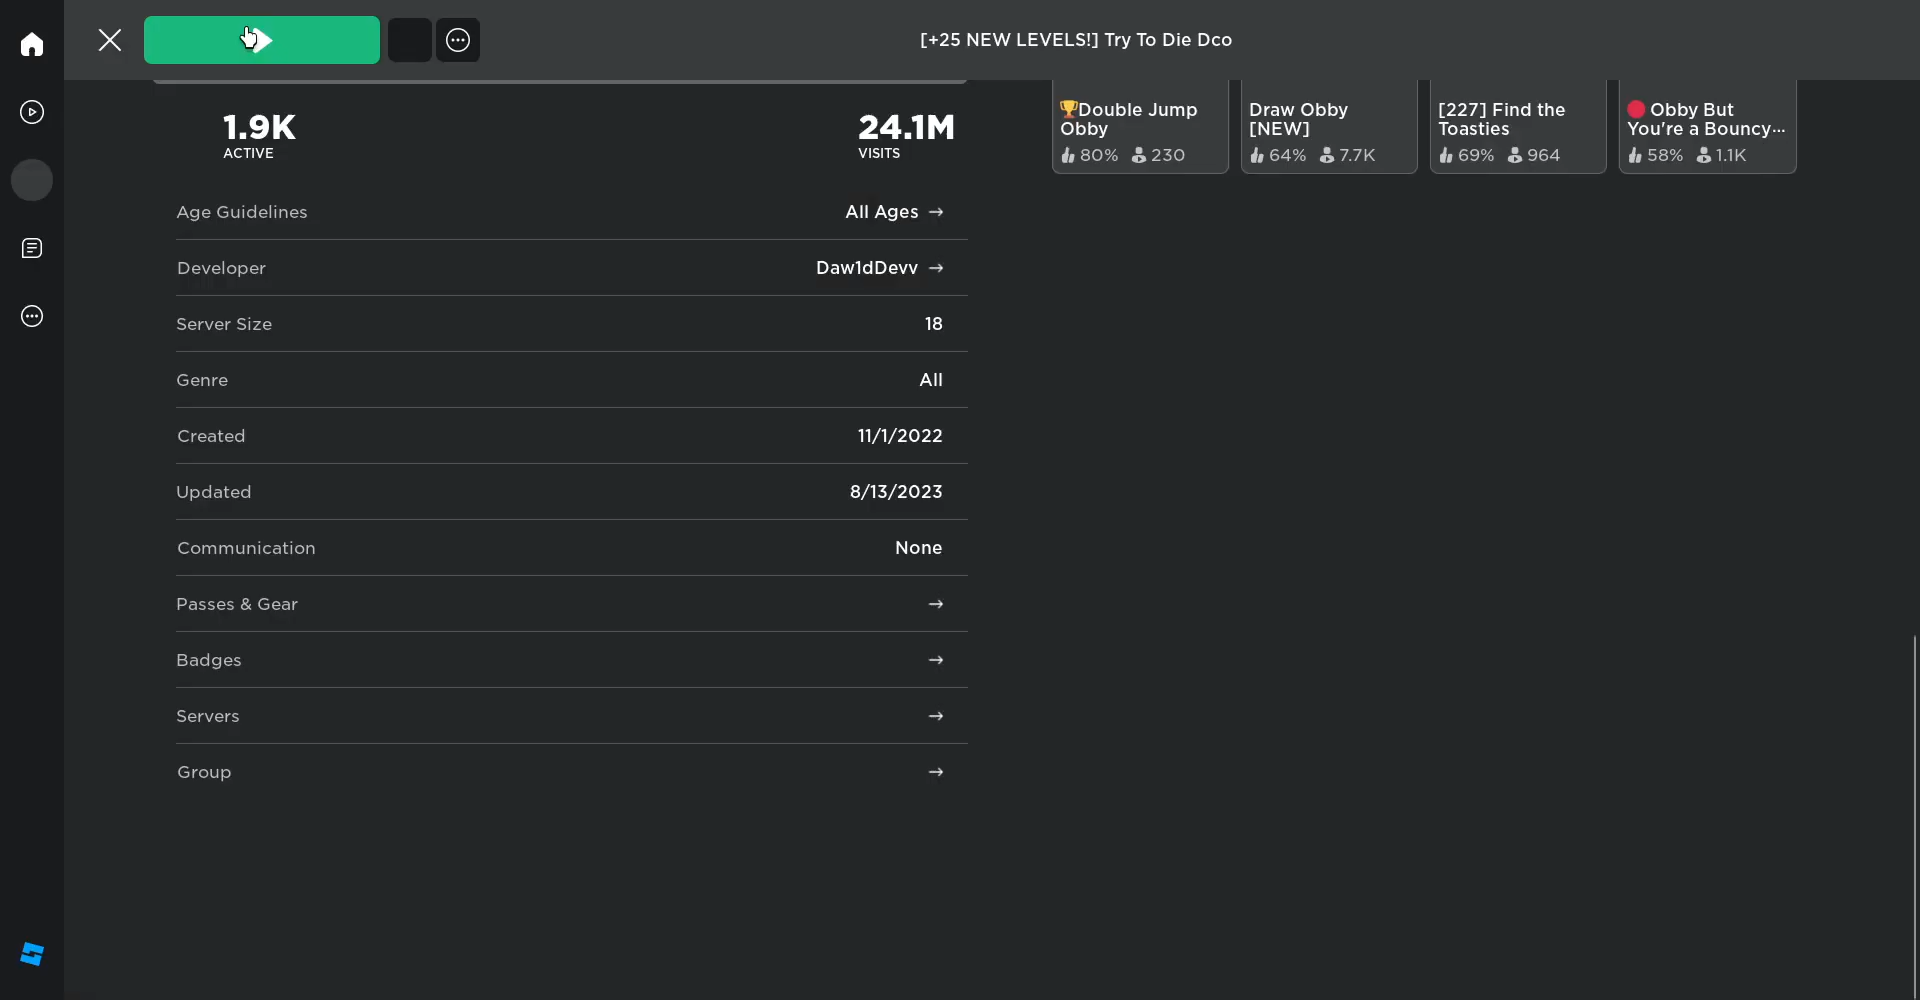 [+25 NEW LEVELS!] Try To Die Dco
1.9K
ACTIVE
24.1M
VISITS
Age Guidelines All Ages →
Developer Daw1dDevv →
Server Size 18
Genre All
Created 11/1/2022
Updated 8/13/2023
Communication None
Passes & Gear →
Badges →
Servers →
Group →
🏆Double Jump
Obby
80% 230
Draw Obby
[NEW]
64% 7.7K
[227] Find the
Toasties
69% 964
🔴 Obby But
You're a Bouncy...
58% 1.1K